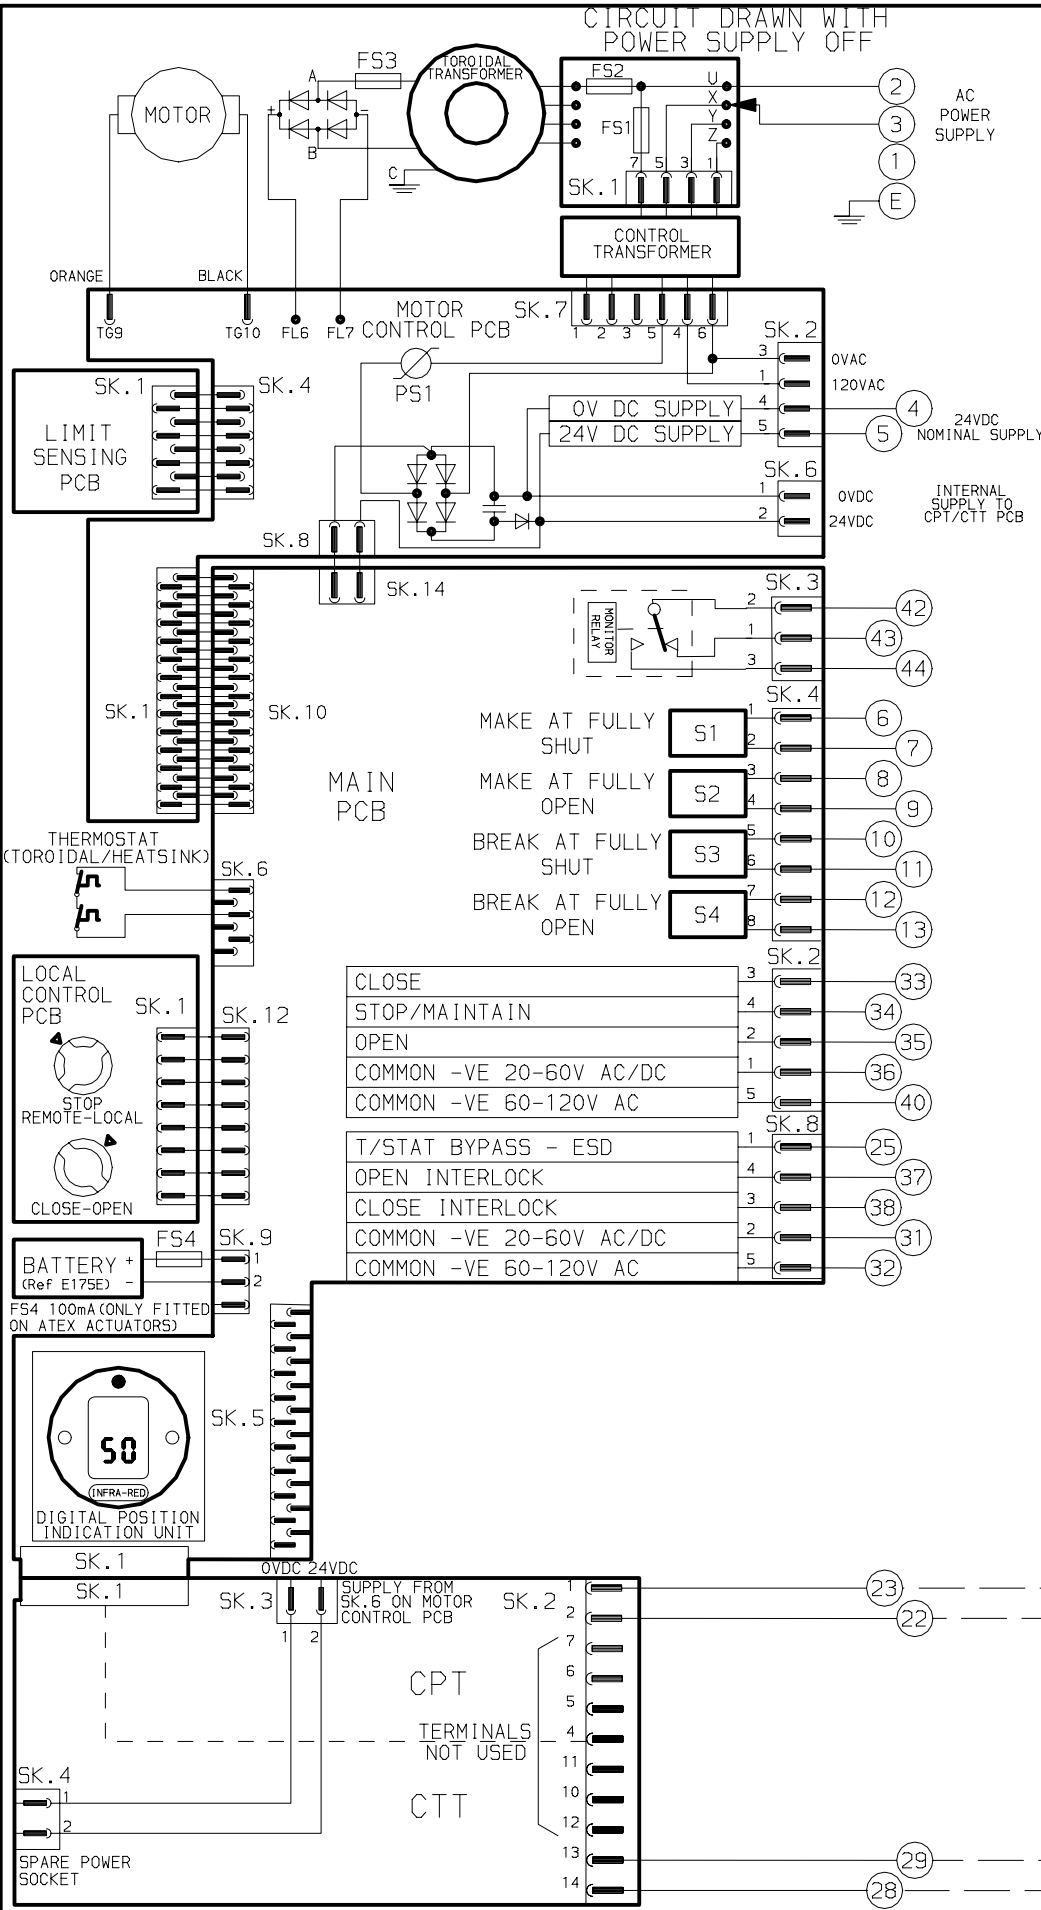 CIRCUIT DRAWN WITH
POWER SUPPLY OFF
MOTOR
A
FS3
+
-
B
C
TOROIDAL
TRANSFORMER
FS2
FS1
U
X
Y
Z
7 5 3 1
SK.1
2
3
1
E
AC
POWER
SUPPLY
CONTROL
TRANSFORMER
ORANGE
BLACK
TG9
TG10
FL6
FL7
MOTOR
CONTROL PCB
SK.7
1 2 3 5 4 6
SK.2
3
0VAC
1
120VAC
PS1
0V DC SUPPLY
4
4
24V DC SUPPLY
5
5
24VDC
NOMINAL SUPPLY
SK.1
SK.4
LIMIT
SENSING
PCB
SK.6
1
0VDC
2
24VDC
INTERNAL
SUPPLY TO
CPT/CTT PCB
SK.8
SK.14
SK.1
SK.10
MAIN
PCB
MONITOR
RELAY
SK.3
2
42
1
43
3
44
SK.4
MAKE AT FULLY
SHUT
S1
1
6
2
7
MAKE AT FULLY
OPEN
S2
3
8
4
9
BREAK AT FULLY
SHUT
S3
5
10
6
11
BREAK AT FULLY
OPEN
S4
7
12
8
13
THERMOSTAT
(TOROIDAL/HEATSINK)
SK.6
SK.2
CLOSE
3
33
STOP/MAINTAIN
4
34
OPEN
2
35
COMMON -VE 20-60V AC/DC
1
36
COMMON -VE 60-120V AC
5
40
SK.8
T/STAT BYPASS - ESD
1
25
OPEN INTERLOCK
4
37
CLOSE INTERLOCK
3
38
COMMON -VE 20-60V AC/DC
2
31
COMMON -VE 60-120V AC
5
32
LOCAL
CONTROL
PCB
SK.1
SK.12
STOP
REMOTE-LOCAL
CLOSE-OPEN
BATTERY
+
(Ref E175E)
-
FS4
SK.9
1
2
FS4 100mA(ONLY FITTED
ON ATEX ACTUATORS)
SK.5
50
INFRA-RED
DIGITAL POSITION
INDICATION UNIT
SK.1
SK.1
0VDC 24VDC
SK.3
1 2
SUPPLY FROM
SK.6 ON MOTOR
CONTROL PCB
SK.2
1
23
2
22
7
6
5
4
11
10
12
13
29
14
28
CPT
TERMINALS
NOT USED
CTT
SK.4
1
2
SPARE POWER
SOCKET